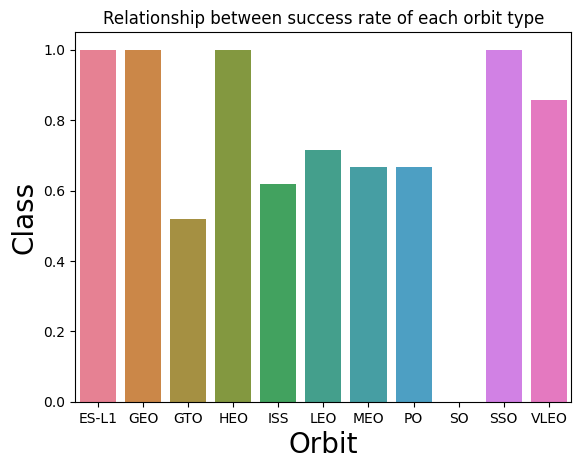 Relationship between success rate of each orbit type
1.0
0.8
0.6
0.4
0.2
0.0
Class
ES-L1 GEO GTO HEO ISS LEO MEO PO SO SSO VLEO
Orbit